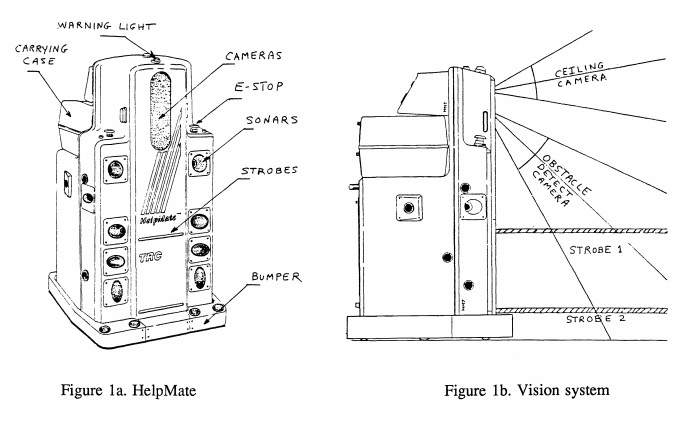 WARNING LIGHT
CARRYING
CASE
CAMERAS
E-STOP
SONARS
STROBES
HelpMate
TRC
BUMPER
CEILING
CAMERA
OBSTACLE
DETECT
CAMERA
STROBE 1
STROBE 2
Figure 1a. HelpMate
Figure 1b. Vision system